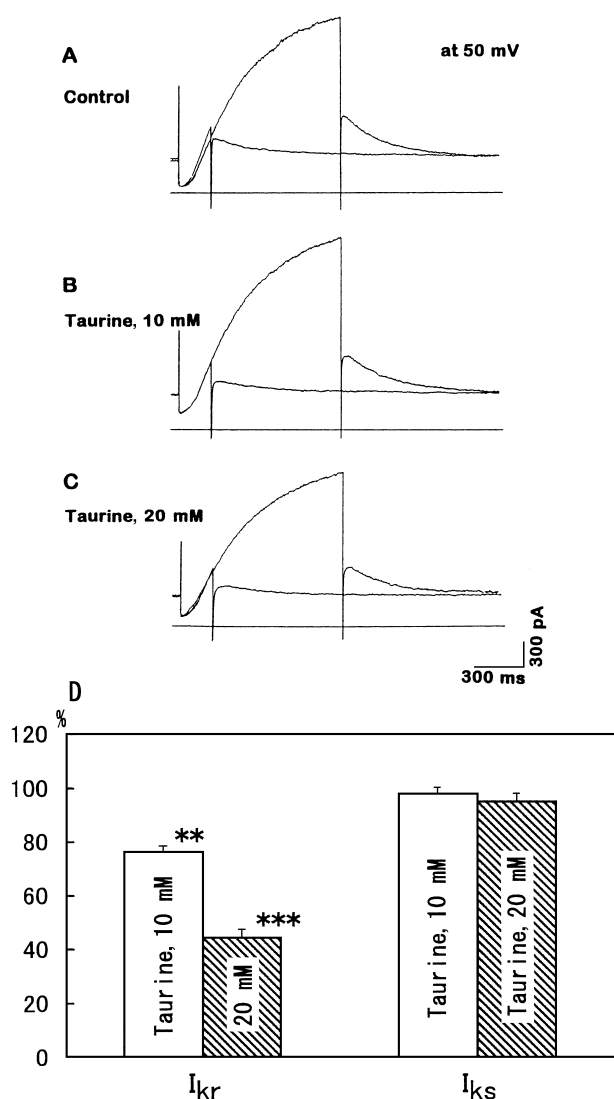 A
at 50 mV
Control
B
Taurine, 10 mM
C
Taurine, 20 mM
300 pA
300 ms
D
%
120
100
80
60
40
20
0
**
***
Taurine, 10 mM
20 mM
Taurine, 10 mM
Taurine, 20 mM
Ikr
Iks